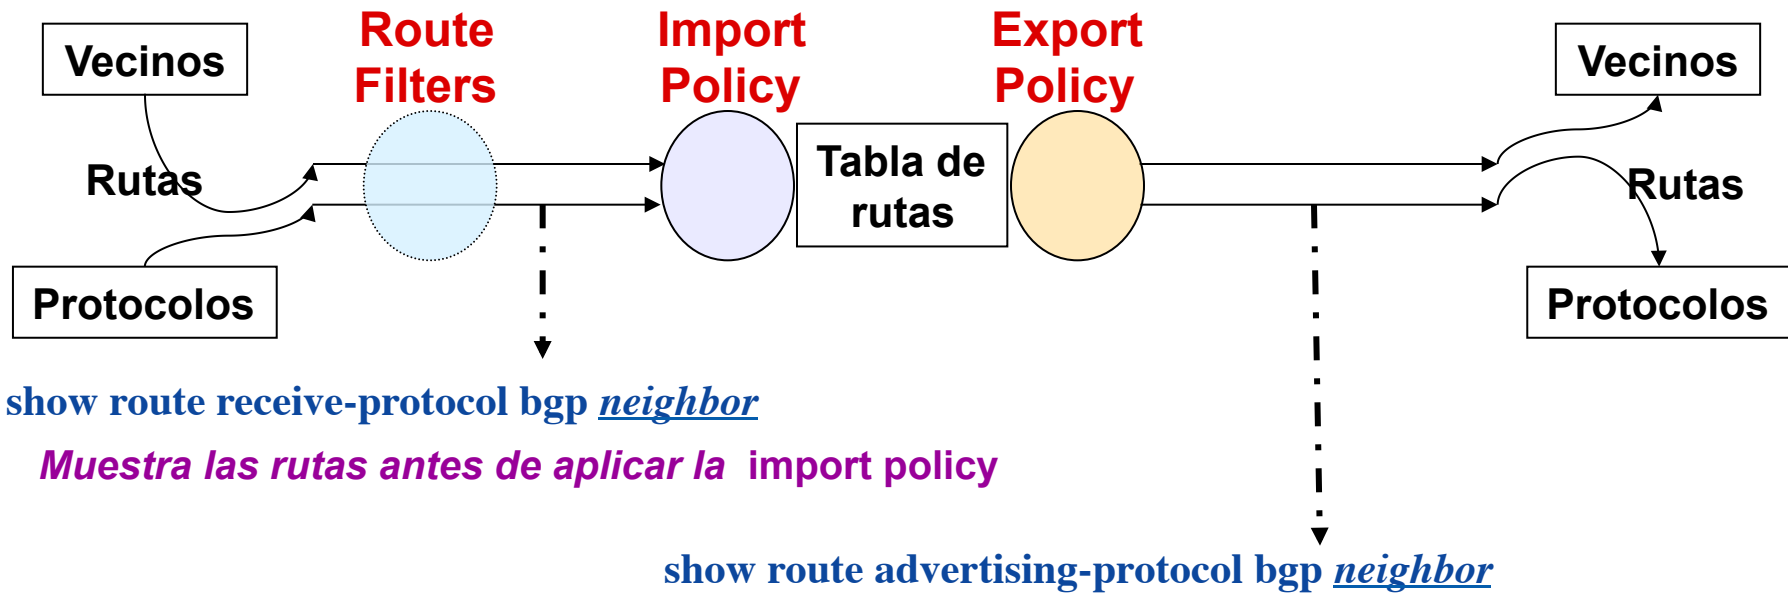 Vecinos
Route
Filters
Import
Policy
Export
Policy
Vecinos
Rutas
Tabla de
rutas
Rutas
Protocolos
Protocolos
show route receive-protocol bgp neighbor
Muestra las rutas antes de aplicar la import policy
show route advertising-protocol bgp neighbor